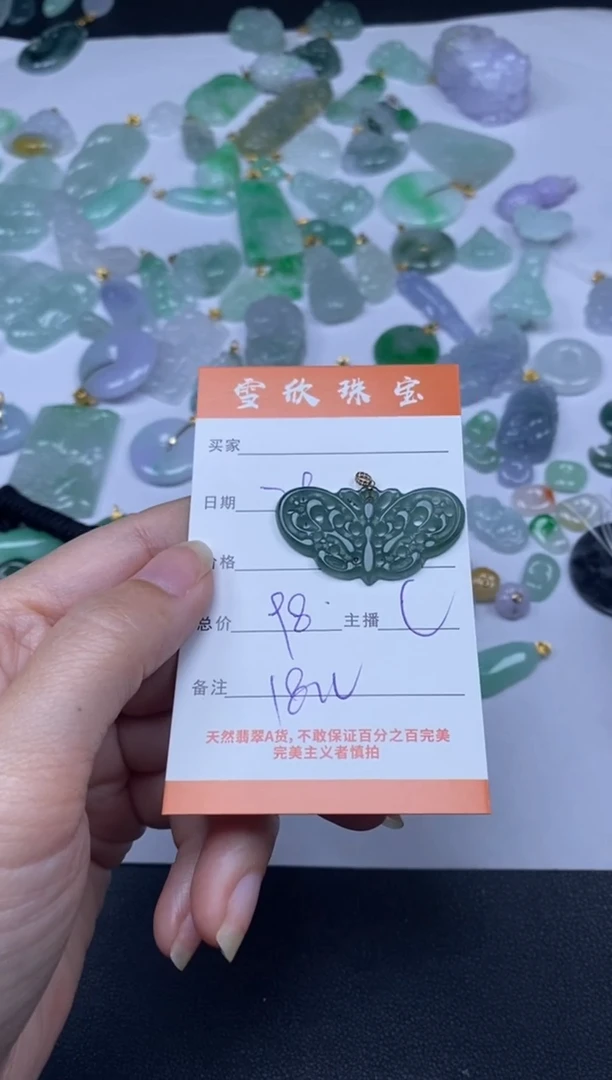 雪欣珠宝
买家
日期
价格
总价 98. 主播 C
备注 18W
天然翡翠A货,不敢保证百分之百完美
完美主义者慎拍